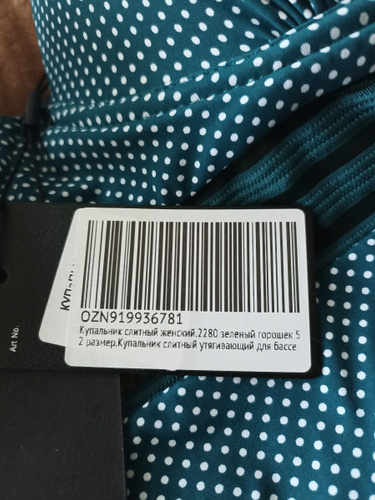 OZN919936781
Купальник слитный женский.2280 зеленый горошек 5
2 размер.Купальник слитный утягивающий для бассе
Art No.